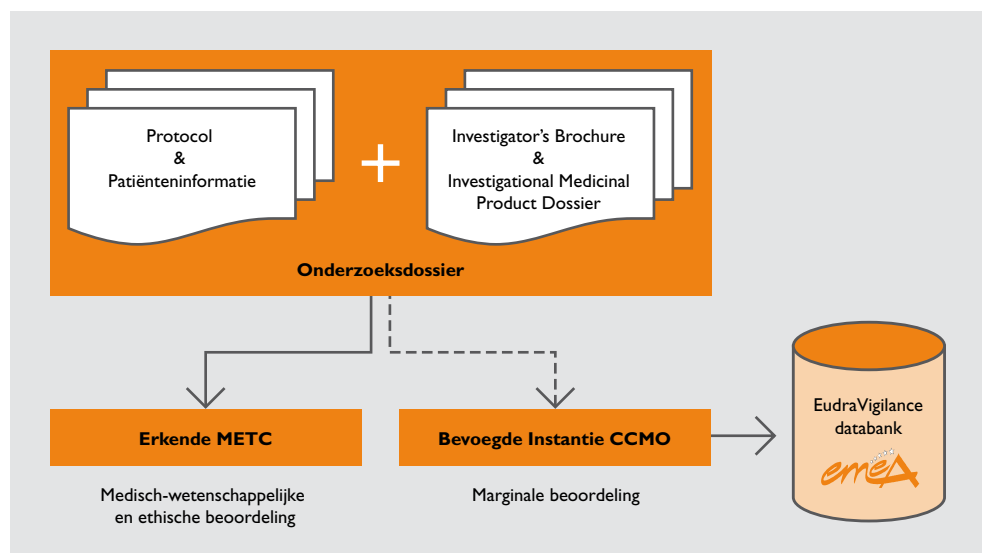 Protocol
&
Patiënteninformatie
+
Investigator’s Brochure
&
Investigational Medicinal
Product Dossier
Onderzoeksdossier
Erkende METC
Medisch-wetenschappelijke
en ethische beoordeling
Bevoegde Instantie CCMO
Marginale beoordeling
EudraVigilance
databank
emeA